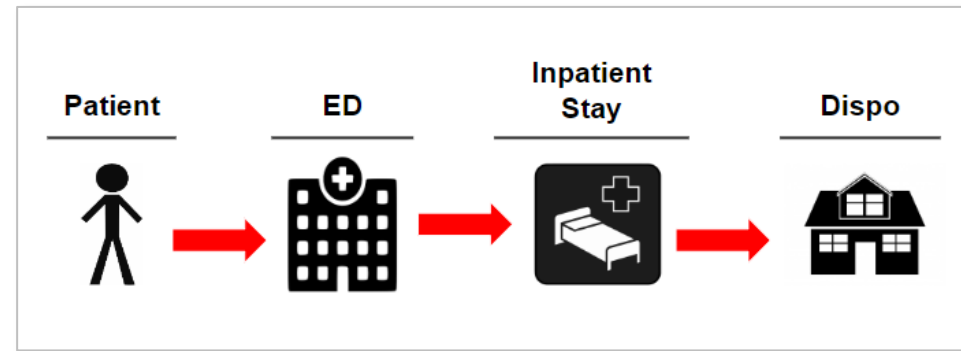 Patient
ED
Inpatient
Stay
Dispo